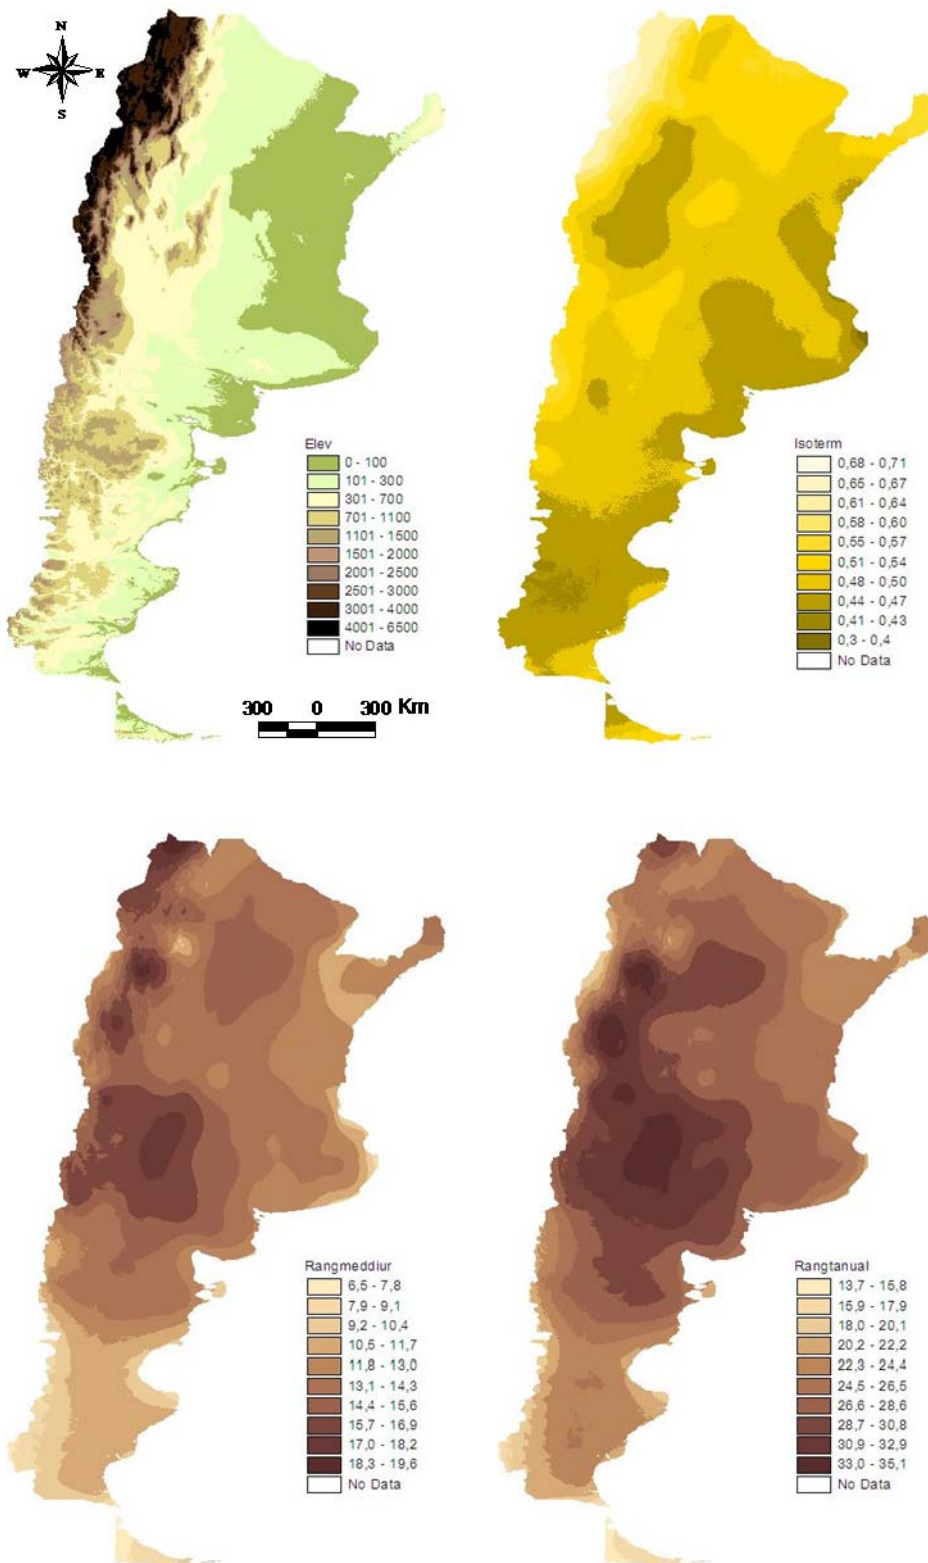 N
W E
S
Elev
0 - 100
101 - 300
301 - 700
701 - 1100
1101 - 1500
1501 - 2000
2001 - 2500
2501 - 3000
3001 - 4000
4001 - 6500
No Data
300 0 300 Km
Isoterm
0,68 - 0,71
0,65 - 0,67
0,61 - 0,64
0,58 - 0,60
0,55 - 0,57
0,51 - 0,54
0,48 - 0,50
0,44 - 0,47
0,41 - 0,43
0,3 - 0,4
No Data
Rangmeddiur
6,5 - 7,8
7,9 - 9,1
9,2 - 10,4
10,5 - 11,7
11,8 - 13,0
13,1 - 14,3
14,4 - 15,6
15,7 - 16,9
17,0 - 18,2
18,3 - 19,6
No Data
Rangtanual
13,7 - 15,8
15,9 - 17,9
18,0 - 20,1
20,2 - 22,2
22,3 - 24,4
24,5 - 26,5
26,6 - 28,6
28,7 - 30,8
30,9 - 32,9
33,0 - 35,1
No Data